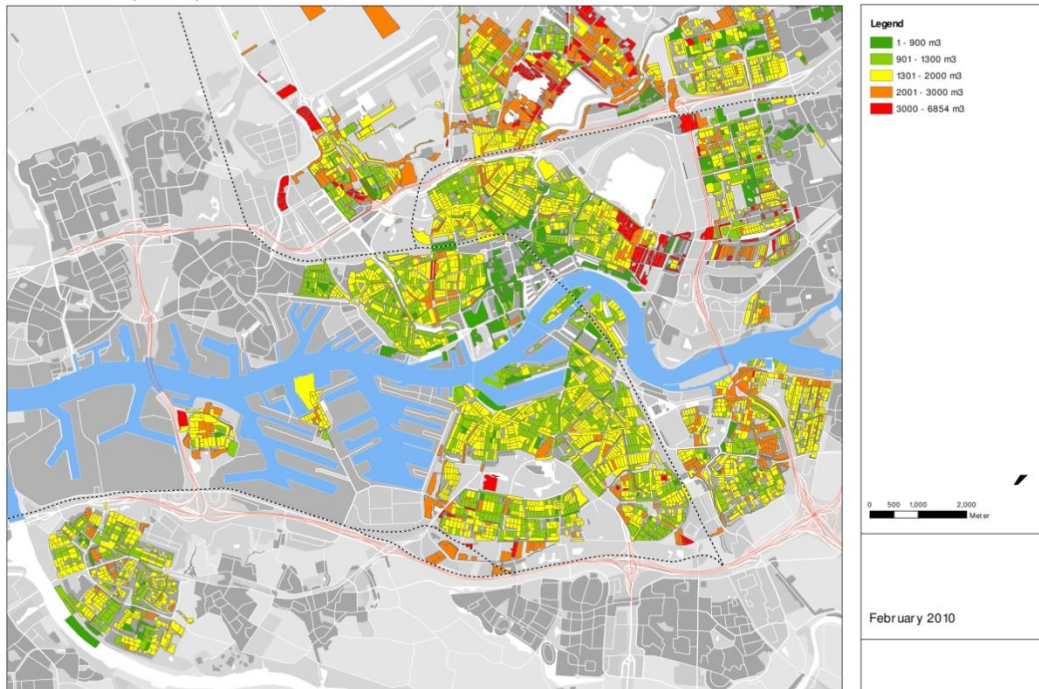 Legend
1 - 900 m3
901 - 1300 m3
1301 - 2000 m3
2001 - 3000 m3
3000 - 6854 m3
0 500 1,000 2,000
Meter
February 2010